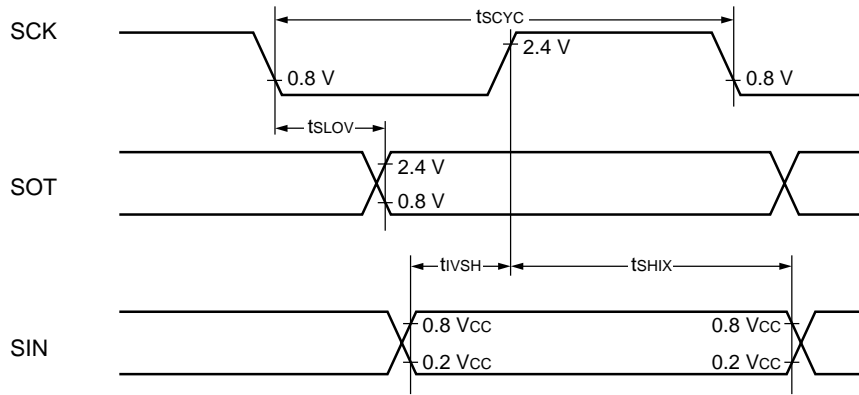 tSCYC
SCK
2.4 V
0.8 V
0.8 V
tSLOV
2.4 V
SOT
0.8 V
tIVSH
tSHIX
0.8 VCC
0.8 VCC
SIN
0.2 VCC
0.2 VCC